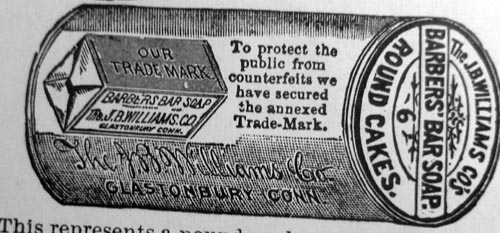 OUR
TRADE MARK.
BARBERS' BAR SOAP
The J.B.WILLIAMS CO.
GLASTONBURY CONN.
To protect the
public from
counterfeits we
have secured
the annexed
Trade-Mark.
The J.B. Williams Co.
GLASTONBURY CONN.
The J.B.WILLIAMS CO'S
BARBERS' BAR SOAP.
6
ROUND CAKES.
This represents a